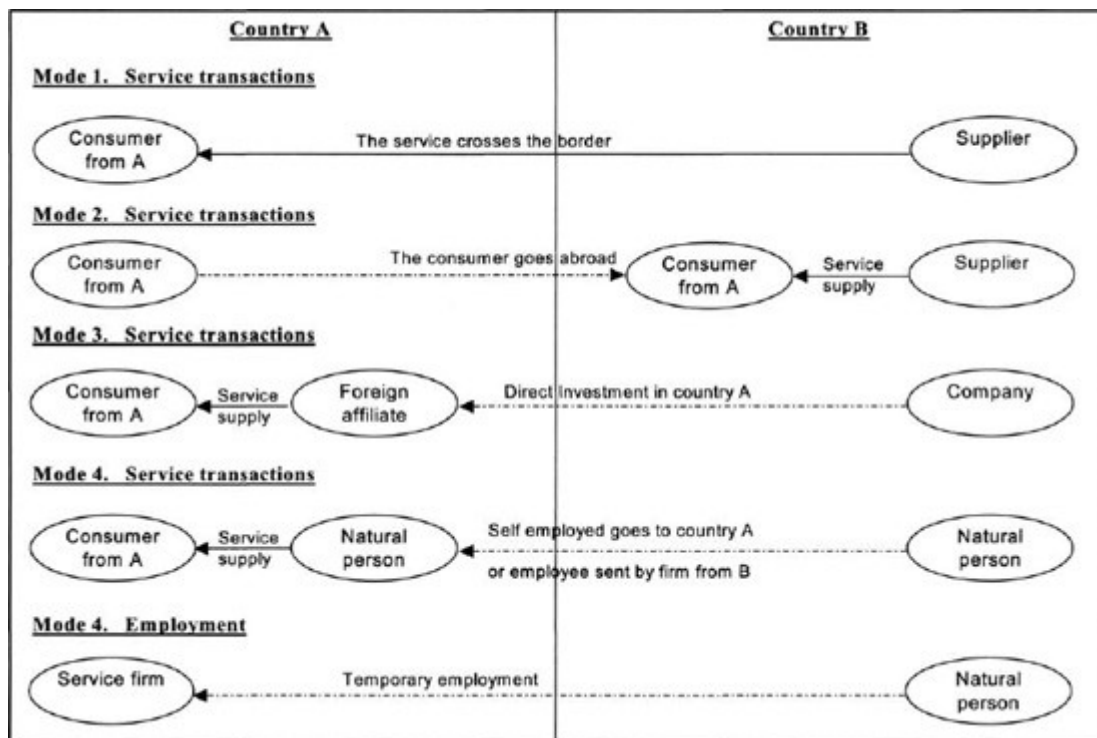 Country A
Country B
Mode 1. Service transactions
Consumer
from A
The service crosses the border
Supplier
Mode 2. Service transactions
Consumer
from A
The consumer goes abroad
Consumer
from A
Service
supply
Supplier
Mode 3. Service transactions
Consumer
from A
Service
supply
Foreign
affiliate
Direct Investment in country A
Company
Mode 4. Service transactions
Consumer
from A
Service
supply
Natural
person
Self employed goes to country A
or employee sent by firm from B
Natural
person
Mode 4. Employment
Service firm
Temporary employment
Natural
person